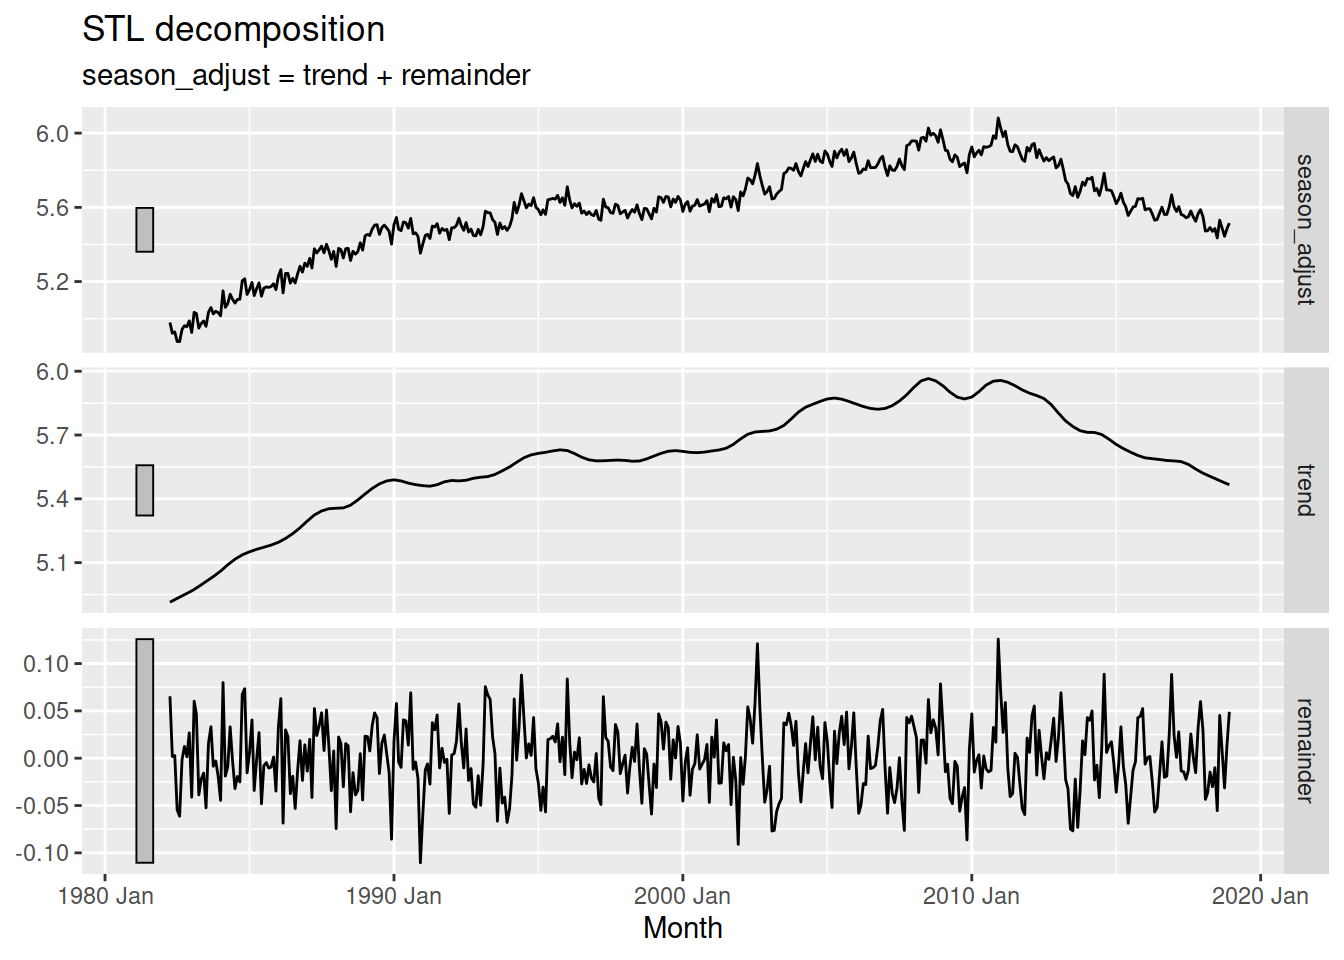 STL decomposition
season_adjust = trend + remainder
6.0
5.6
5.2
season_adjust
6.0
5.7
5.4
5.1
trend
0.10
0.05
0.00
-0.05
-0.10
remainder
1980 Jan 1990 Jan 2000 Jan 2010 Jan 2020 Jan
Month